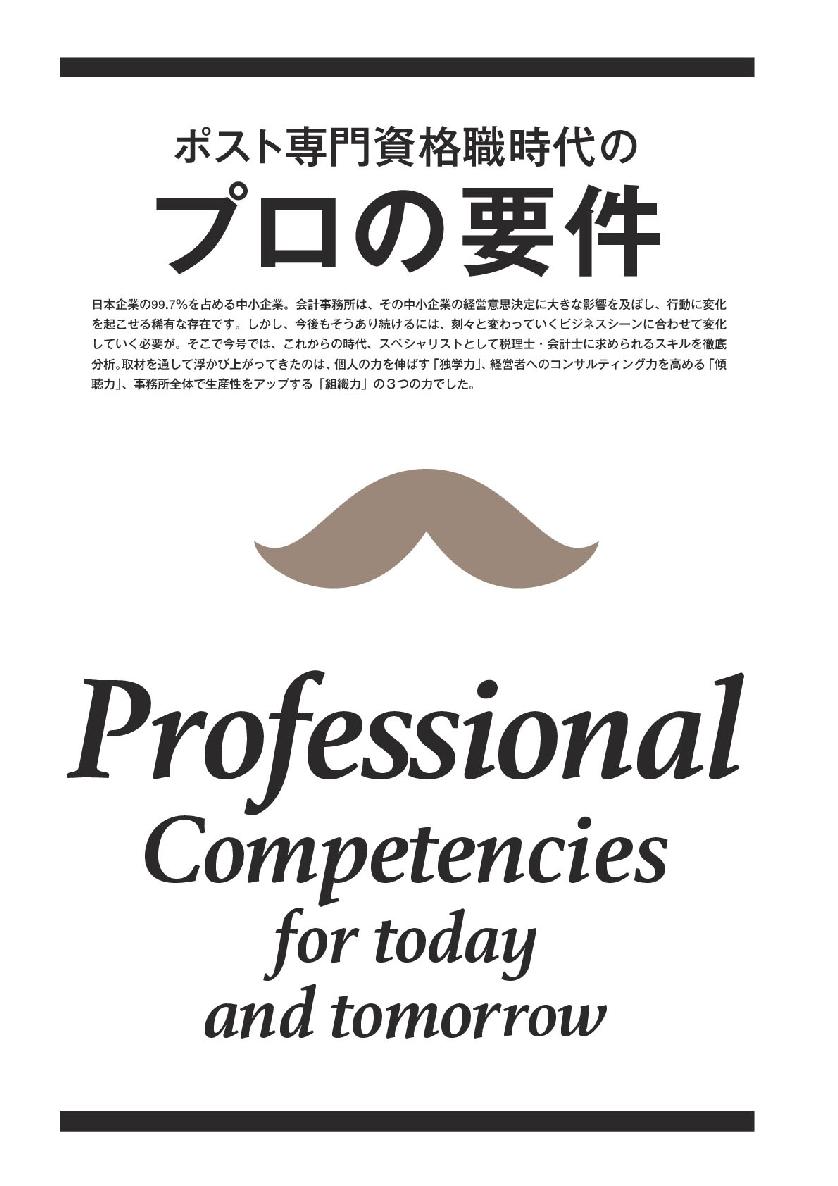 ポスト専門資格職時代の
プロの要件
日本企業の99.7%を占める中小企業。会計事務所は、その中小企業の経営意思決定に大きな影響を及ぼし、行動に変化
を起こせる稀有な存在です。しかし、今後もそうあり続けるには、刻々と変わっていくビジネスシーンに合わせて変化
していく必要が。そこで今号では、これからの時代、スペシャリストとして税理士・会計士に求められるスキルを徹底
分析。取材を通して浮かび上がってきたのは、個人の力を伸ばす「独学力」、経営者へのコンサルティング力を高める「傾
聴力」、事務所全体で生産性をアップする「組織力」の3つの力でした。
Professional
Competencies
for today
and tomorrow